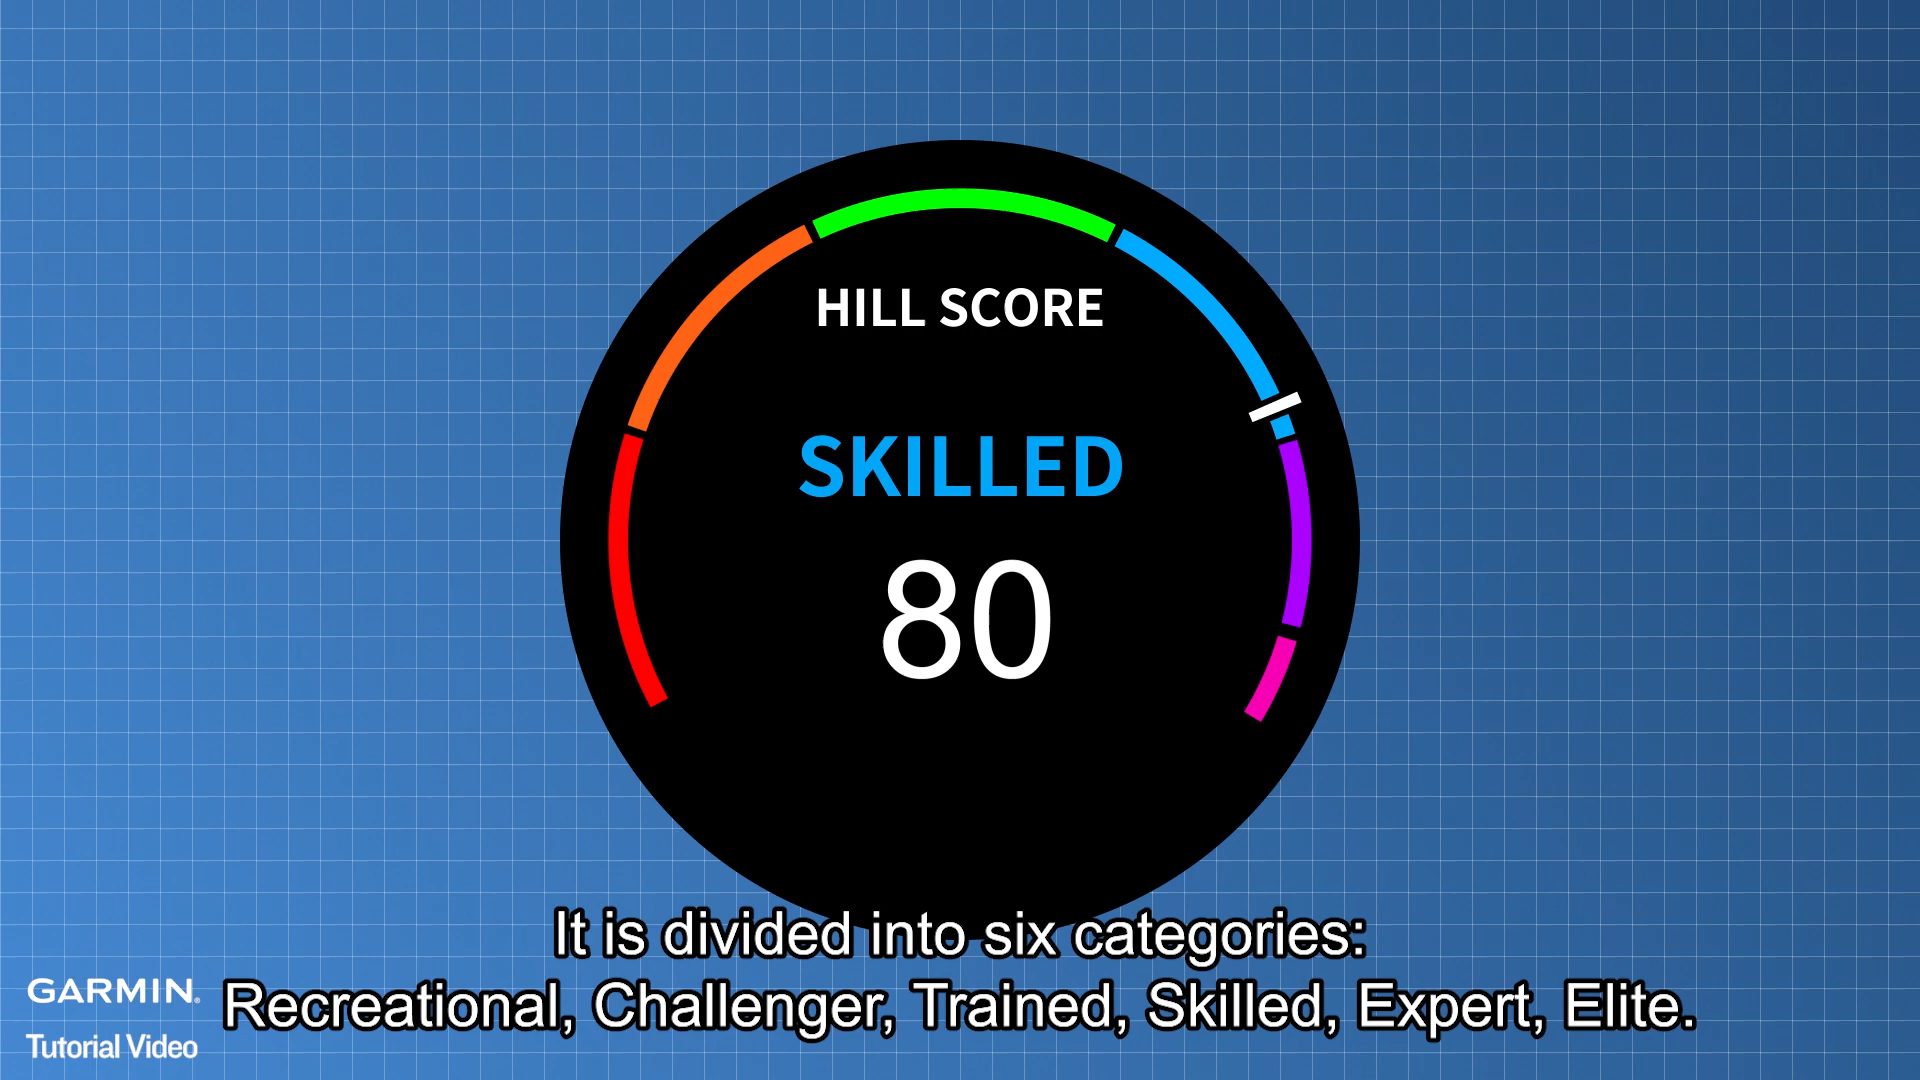 HILL SCORE
SKILLED
80
It is divided into six categories:
Recreational, Challenger, Trained, Skilled, Expert, Elite.
GARMIN®
Tutorial Video